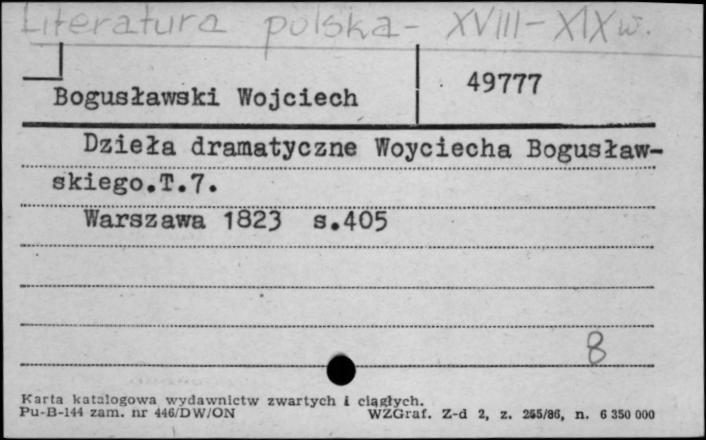 Literatura polska - XVIII - XIX w.
49777
Bogusławski Wojciech
Dzieła dramatyczne Woyciecha Bogusław-
skiego.T.7.
Warszawa 1823 s.405
8
Karta katalogowa wydawnictw zwartych i ciągłych.
Pu-B-144 zam. nr 446/DW/ON WZGraf. Z-d 2, z. 255/86, n. 6 350 000